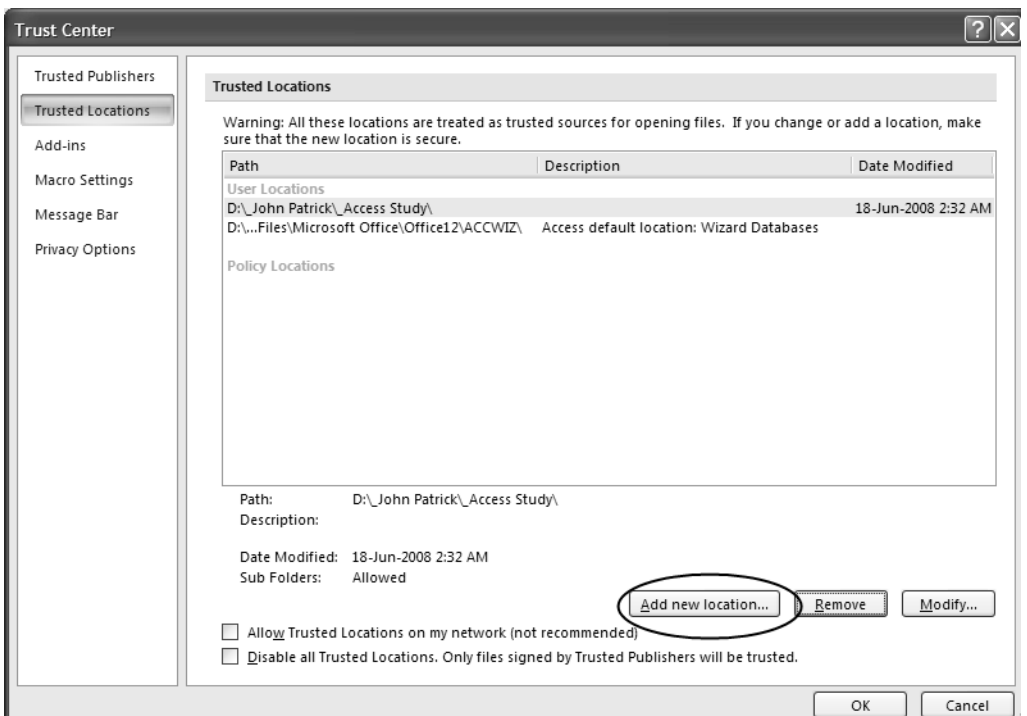 Trust Center
Trusted Publishers
Trusted Locations
Add-ins
Macro Settings
Message Bar
Privacy Options
Trusted Locations
Warning: All these locations are treated as trusted sources for opening files. If you change or add a location, make
sure that the new location is secure.
Path Description Date Modified
User Locations
D:\_John Patrick\_Access Study\ 18-Jun-2008 2:32 AM
D:\...Files\Microsoft Office\Office12\ACCWIZ\ Access default location: Wizard Databases
Policy Locations
Path: D:\_John Patrick\_Access Study\
Description:
Date Modified: 18-Jun-2008 2:32 AM
Sub Folders: Allowed
Add new location... Remove Modify...
Allow Trusted Locations on my network (not recommended)
Disable all Trusted Locations. Only files signed by Trusted Publishers will be trusted.
OK Cancel